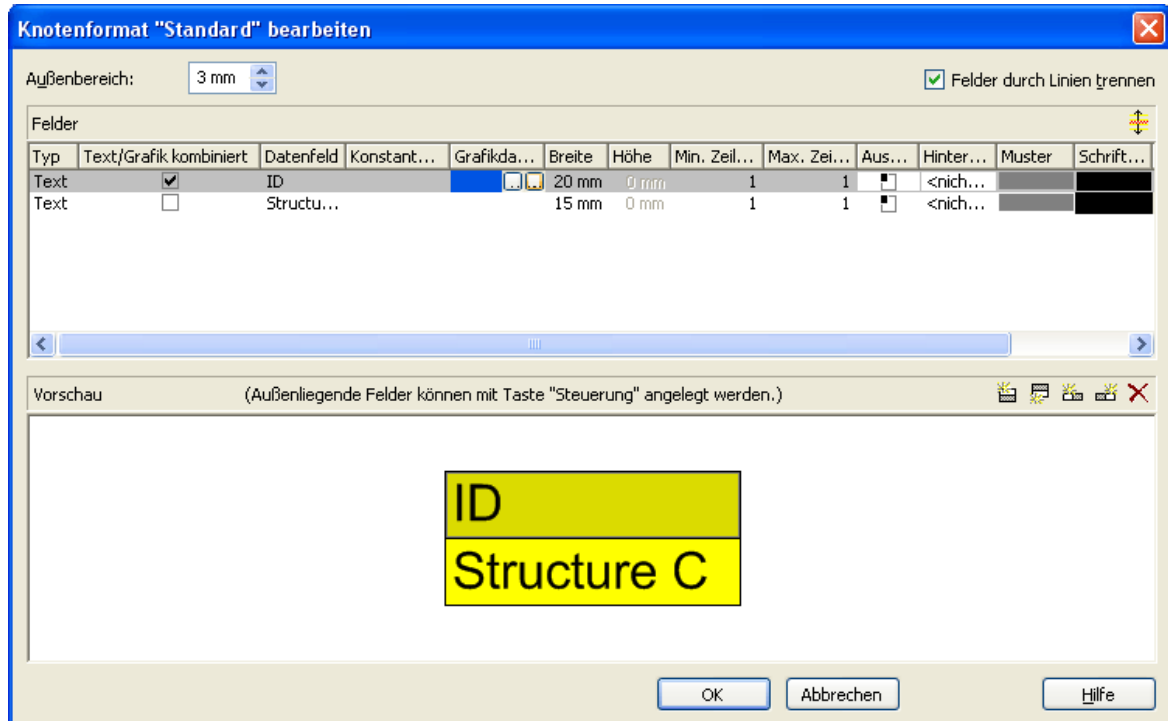 Knotenformat "Standard" bearbeiten
Außenbereich: 3 mm Felder durch Linien trennen
Felder
Typ Text/Grafik kombiniert Datenfeld Konstant... Grafikda... Breite Höhe Min. Zeil... Max. Zei... Aus... Hinter... Muster Schrift...
Text ID .. .. 20 mm 0 mm 1 1 <nich...
Text Structu... 15 mm 0 mm 1 1 <nich...
Vorschau (Außenliegende Felder können mit Taste "Steuerung" angelegt werden.)
ID
Structure C
OK Abbrechen Hilfe